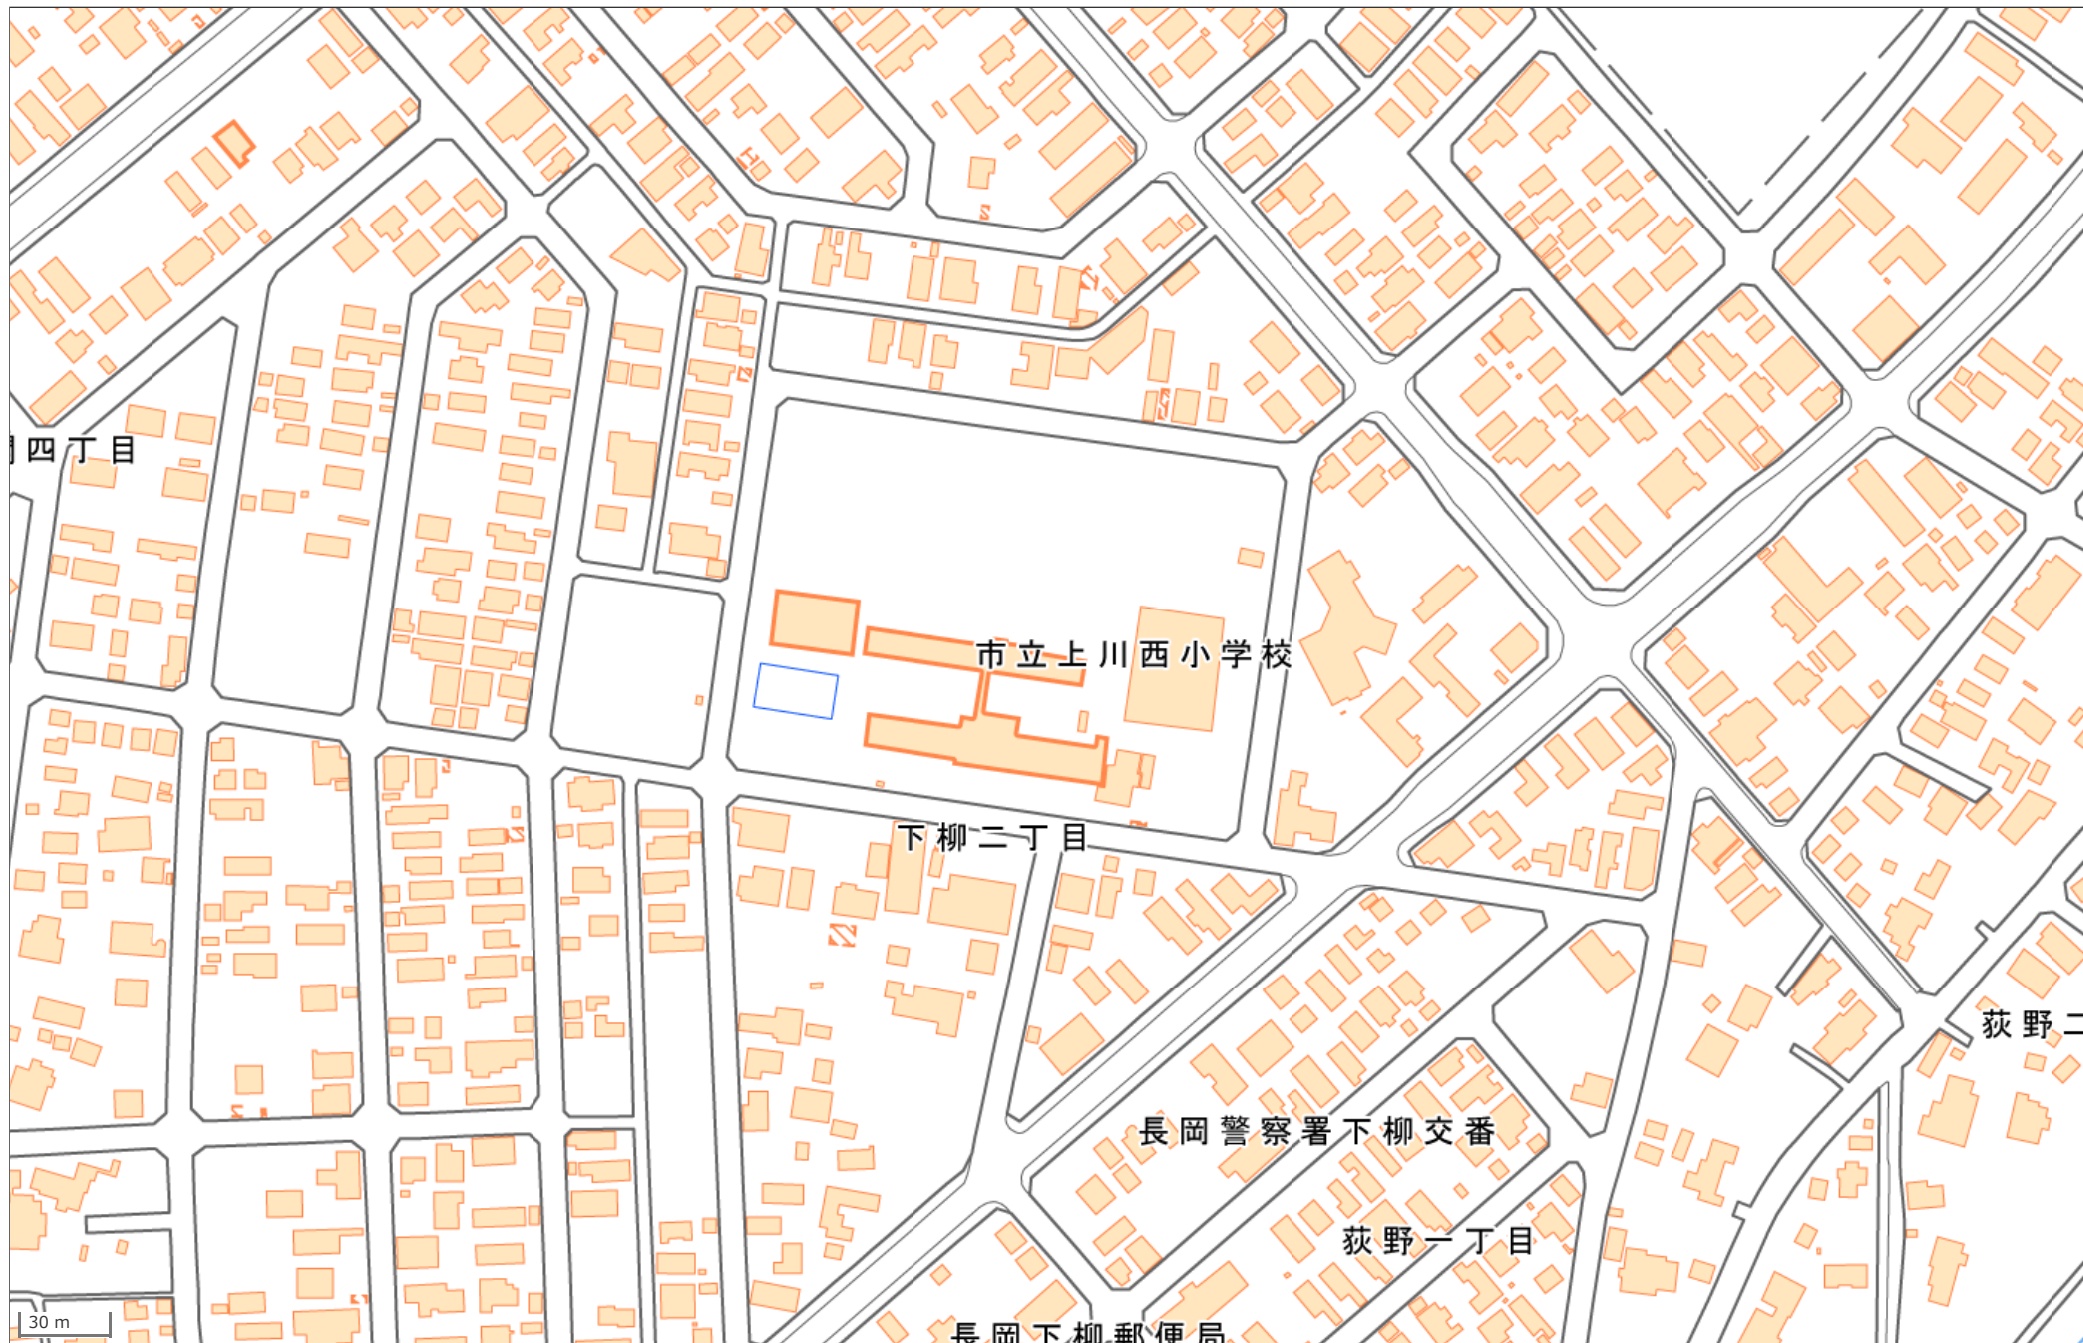 四丁目
市立上川西小学校
下柳二丁目
荻野二
長岡警察署下柳交番
荻野一丁目
長岡下柳郵便局
30 m